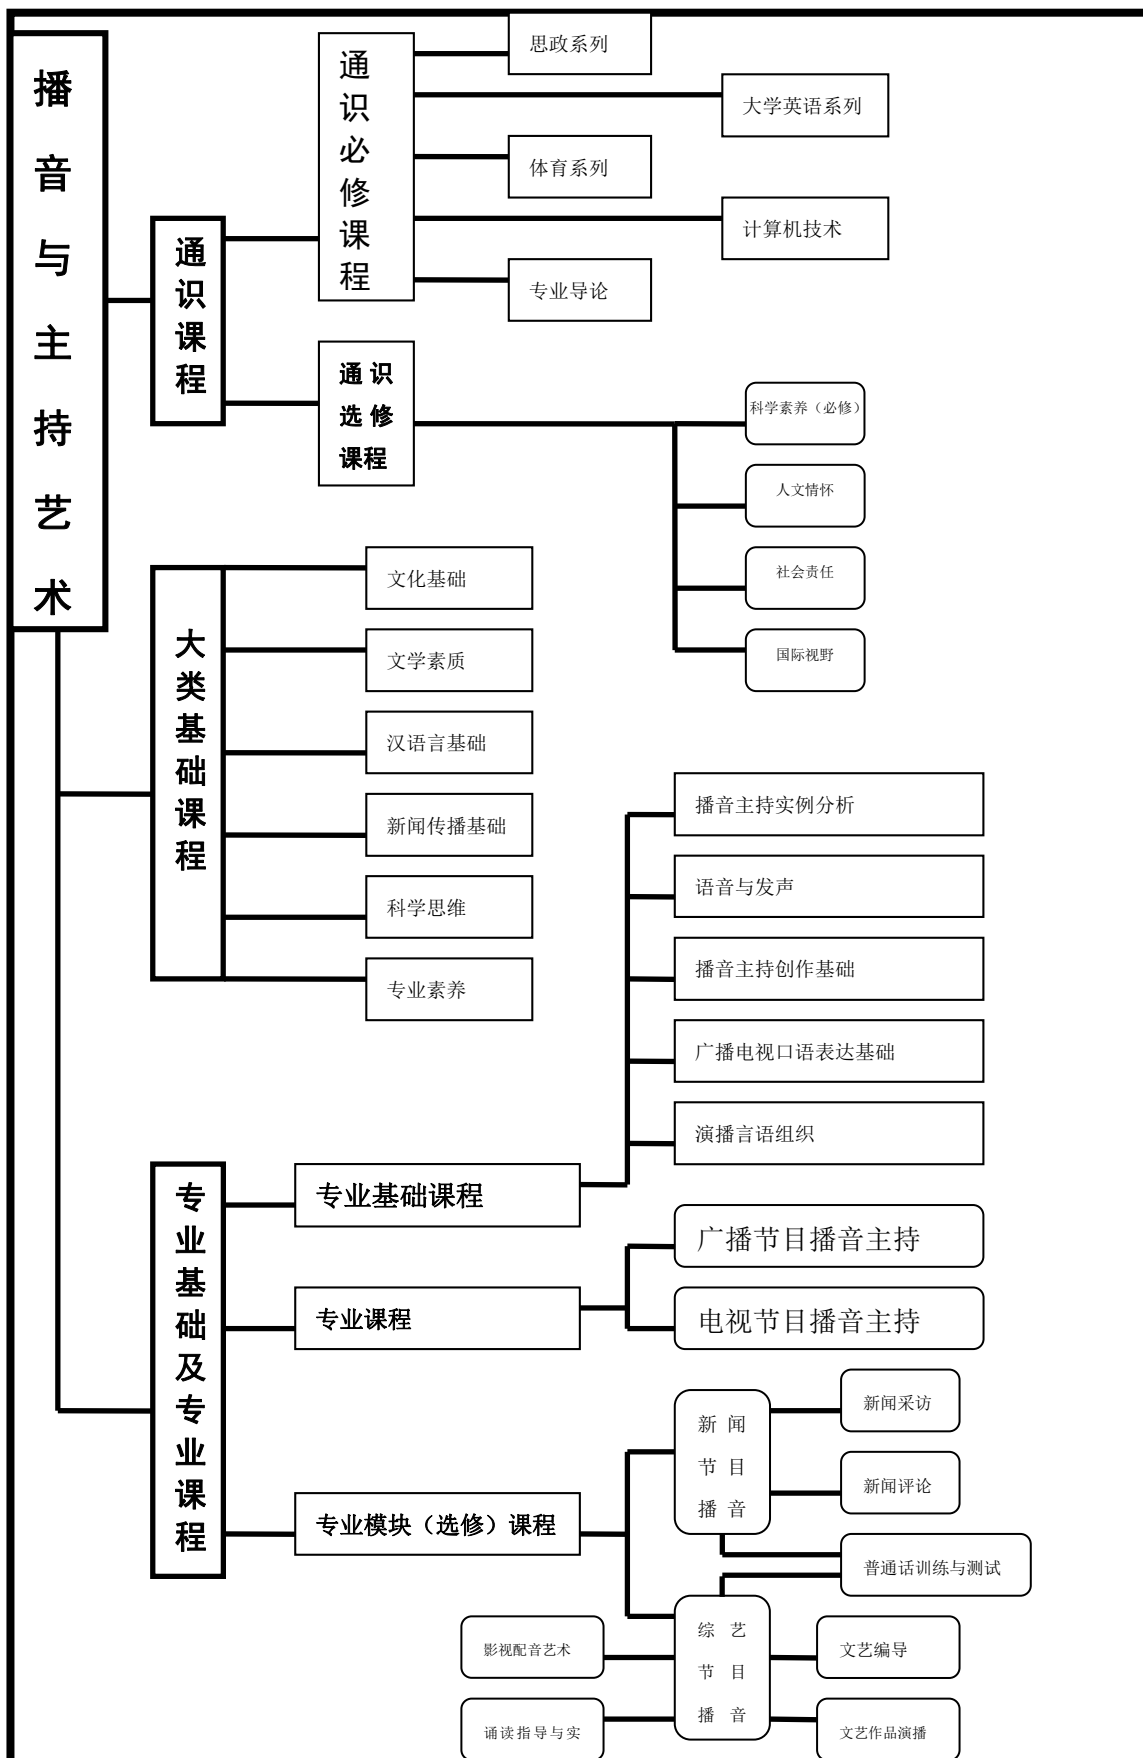 播
音
与
主
持
艺
术
通
识
课
程
通
识
必
修
课
程
思政系列
大学英语系列
体育系列
计算机技术
专业导论
通 识
选 修
课程
科学素养（必修）
人文情怀
社会责任
国际视野
大
类
基
础
课
程
文化基础
文学素质
汉语言基础
新闻传播基础
科学思维
专业素养
专
业
基
础
及
专
业
课
程
专业基础课程
播音主持实例分析
语音与发声
播音主持创作基础
广播电视口语表达基础
演播言语组织
专业课程
广播节目播音主持
电视节目播音主持
专业模块（选修）课程
新 闻
节 目
播 音
新闻采访
新闻评论
普通话训练与测试
综 艺
节 目
播 音
影视配音艺术
诵读指导与实
文艺编导
文艺作品演播